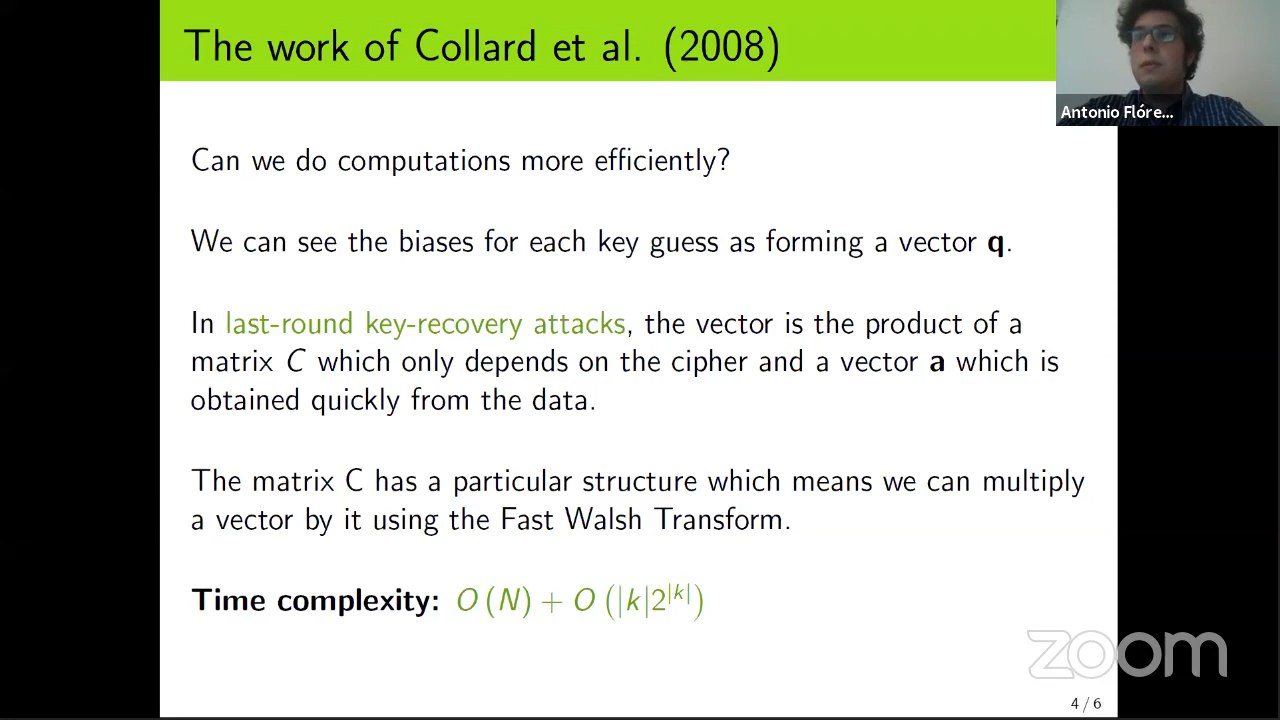 The work of Collard et al. (2008)
Antonio Flóre...
Can we do computations more efficiently?
We can see the biases for each key guess as forming a vector q.
In last-round key-recovery attacks, the vector is the product of a
matrix C which only depends on the cipher and a vector a which is
obtained quickly from the data.
The matrix C has a particular structure which means we can multiply
a vector by it using the Fast Walsh Transform.
Time complexity: O (N) + O (|k|2^{|k|})
zoom
4 / 6